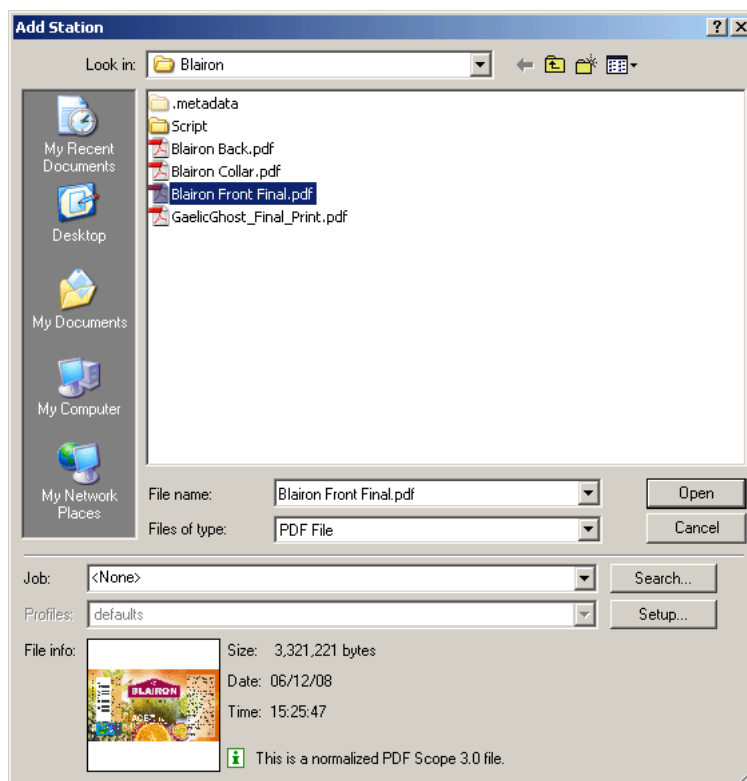 Add Station
Look in: Blairon
.metadata
Script
Blairon Back.pdf
Blairon Collar.pdf
Blairon Front Final.pdf
GaelicGhost_Final_Print.pdf
My Recent
Documents
Desktop
My Documents
My Computer
My Network
Places
File name: Blairon Front Final.pdf Open
Files of type: PDF File Cancel
Job: <None> Search...
Profiles: defaults Setup...
File info: Size: 3,321,221 bytes
BLAIRON
Date: 06/12/08
Time: 15:25:47
This is a normalized PDF Scope 3.0 file.